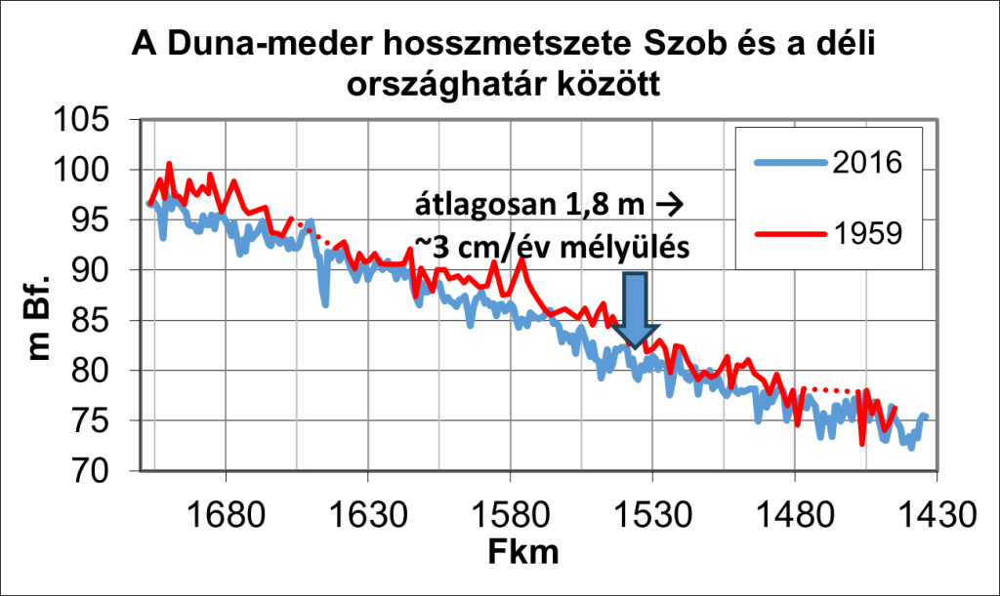 A Duna-meder hosszmetszete Szob és a déli
országhatár között
105
100
95
90
85
80
75
70
m Bf.
átlagosan 1,8 m →
~3 cm/év mélyülés
2016
1959
1680 1630 1580 1530 1480 1430
Fkm